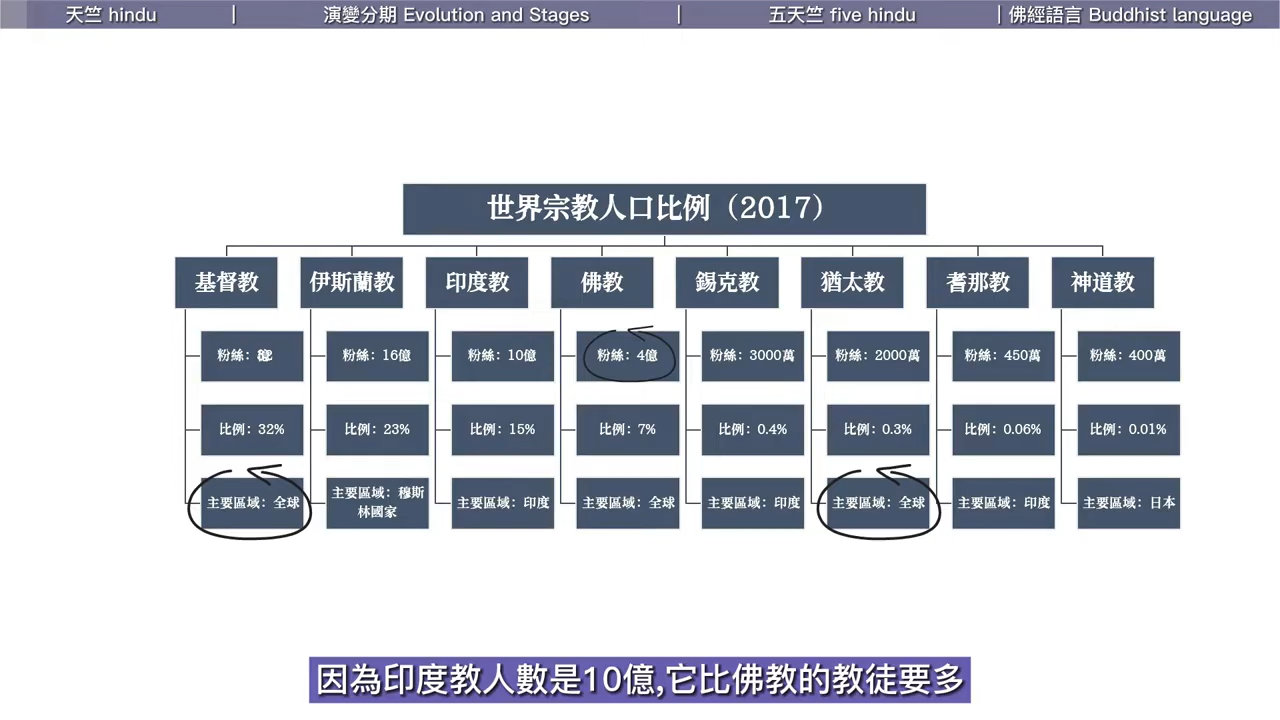 天竺 hindu | 演變分期 Evolution and Stages | 五天竺 five hindu | 佛經語言 Buddhist language
世界宗教人口比例（2017）
基督教 伊斯蘭教 印度教 佛教 錫克教 猶太教 耆那教 神道教
粉絲： 粉絲：16億 粉絲：10億 粉絲：4億 粉絲：3000萬 粉絲：2000萬 粉絲：450萬 粉絲：400萬
比例：32% 比例：23% 比例：15% 比例：7% 比例：0.4% 比例：0.3% 比例：0.06% 比例：0.01%
主要區域：全球 主要區域：穆斯 主要區域：印度 主要區域：全球 主要區域：印度 主要區域：全球 主要區域：印度 主要區域：日本
林國家
因為印度教人數是10億,它比佛教的教徒要多